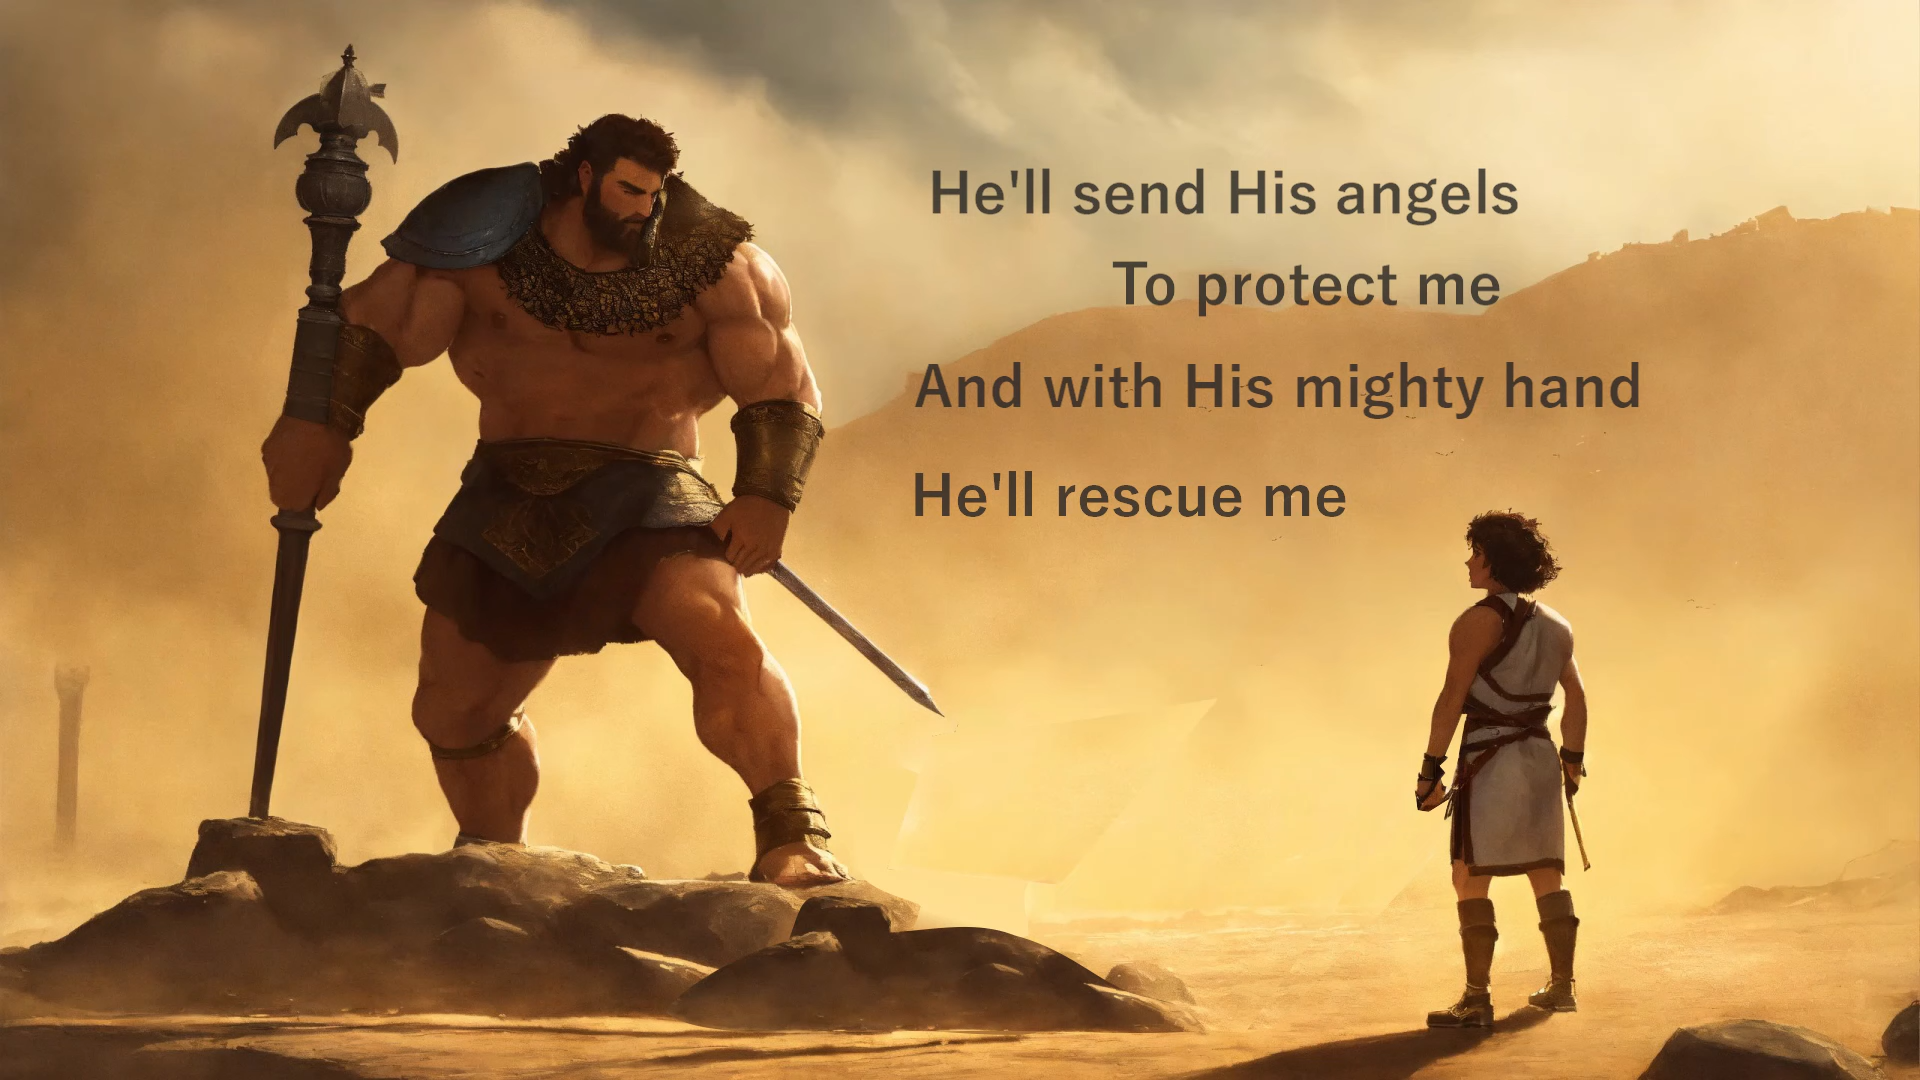 He'll send His angels
To protect me
And with His mighty hand
He'll rescue me